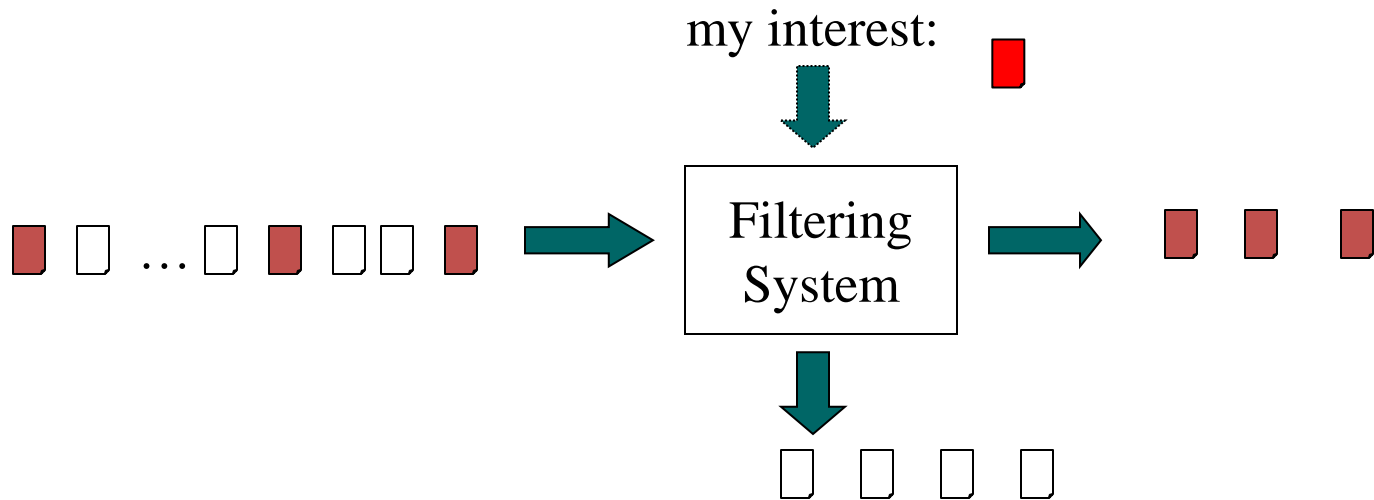 my interest:
…
Filtering
System